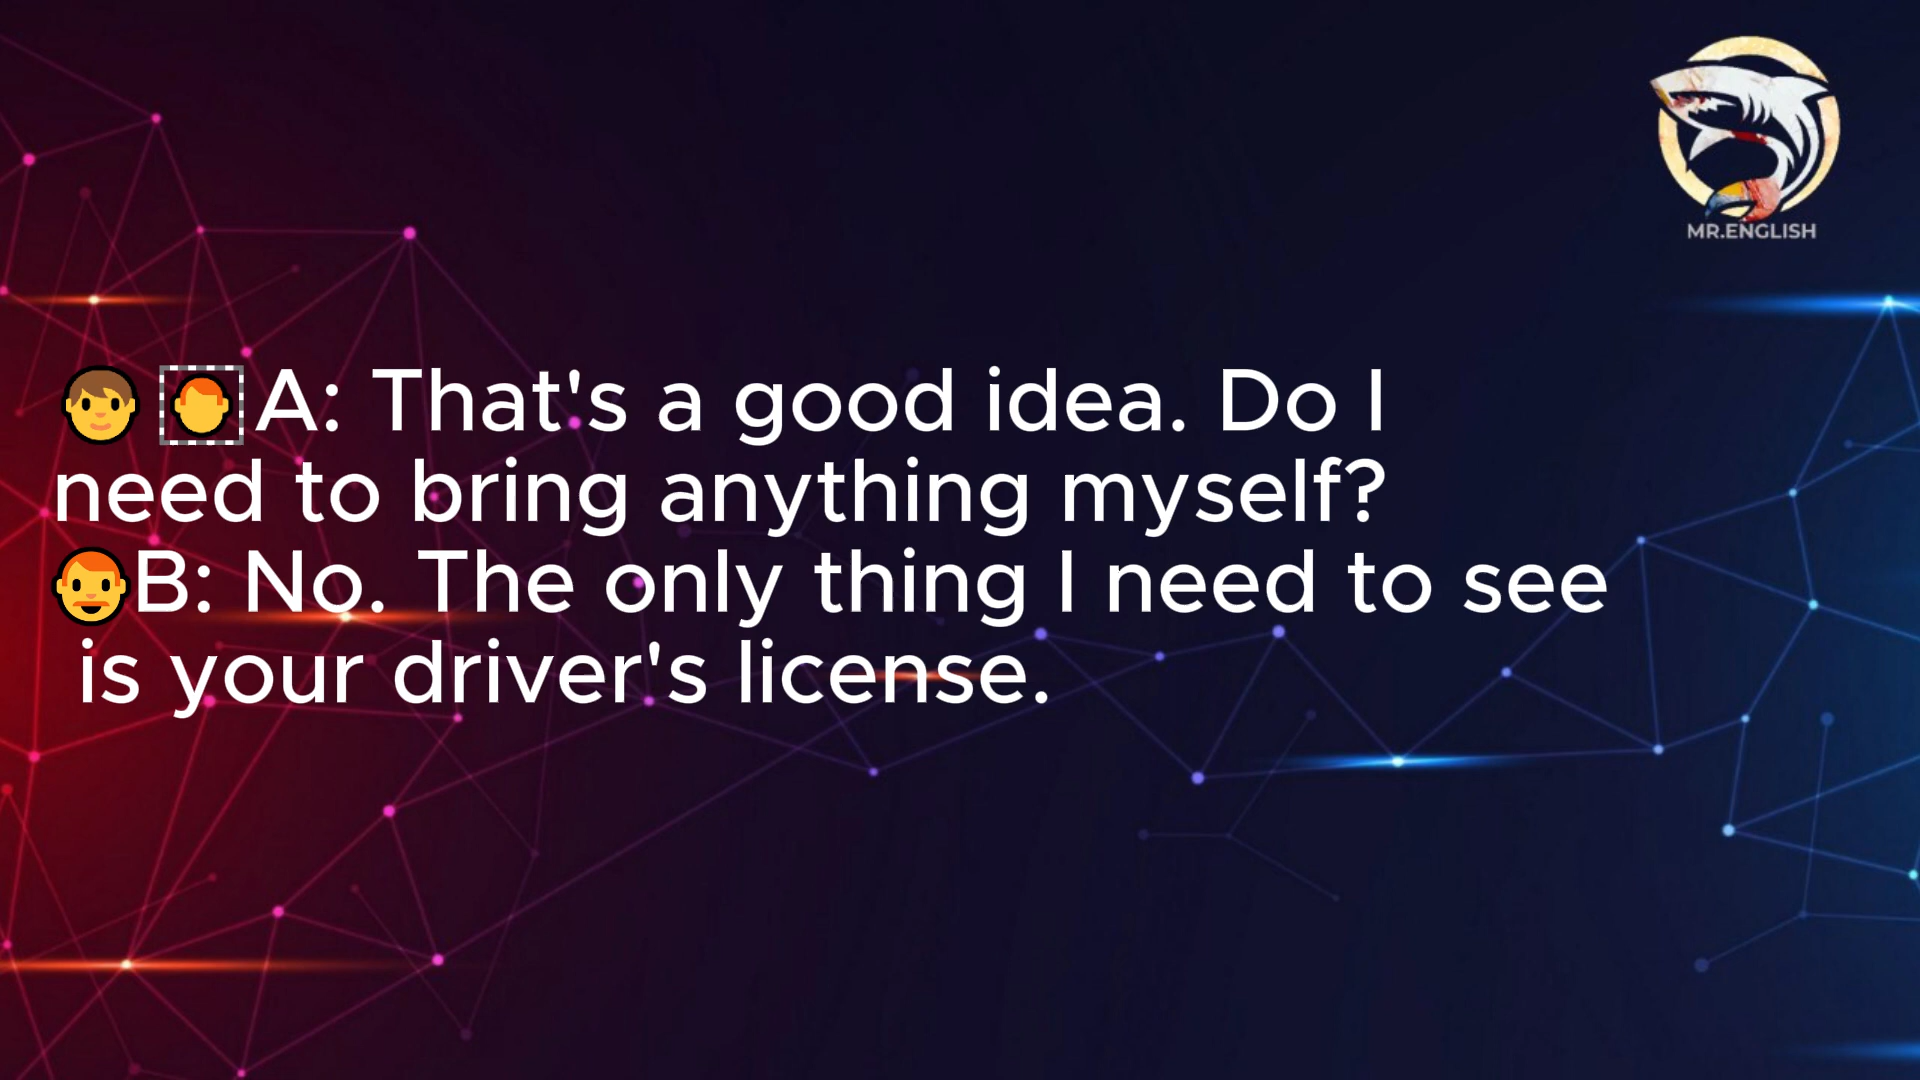 MR.ENGLISH
A: That's a good idea. Do I
need to bring anything myself?
B: No. The only thing I need to see
is your driver's license.